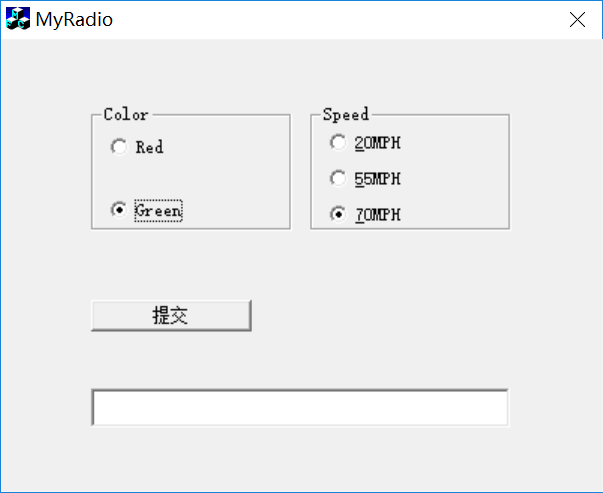 MyRadio
Color
Red
Green
Speed
20MPH
55MPH
70MPH
提交